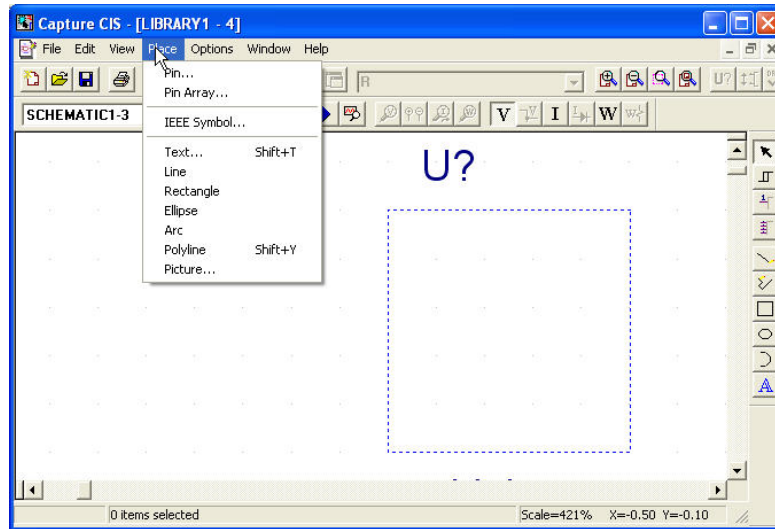 Capture CIS - [LIBRARY1 - 4]
File Edit View Place Options Window Help
R
U?
SCHEMATIC1-3
V I W
Pin...
Pin Array...
IEEE Symbol...
Text... Shift+T
Line
Rectangle
Ellipse
Arc
Polyline Shift+Y
Picture...
U?
A
0 items selected
Scale=421% X=-0.50 Y=-0.10